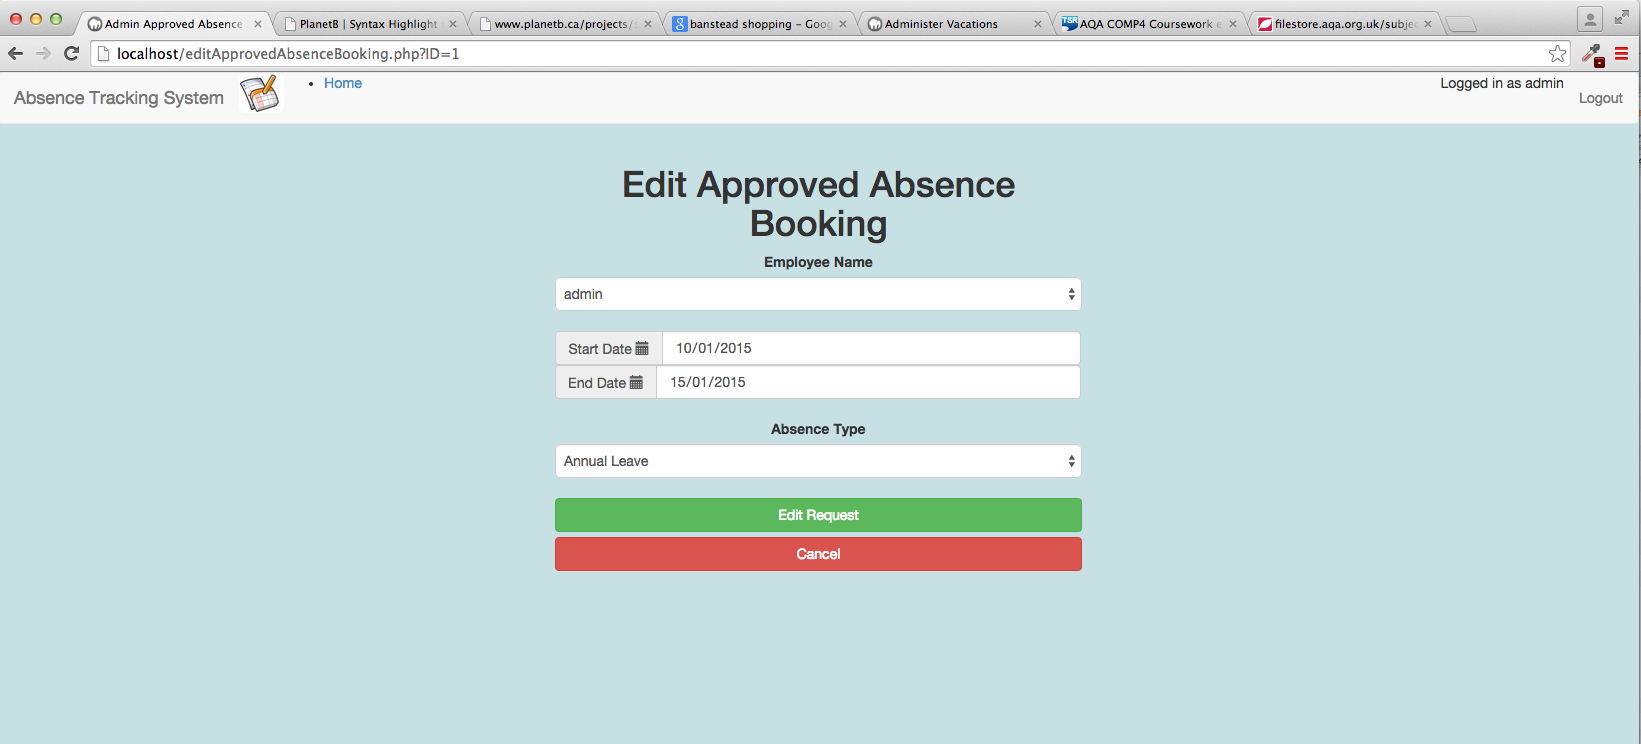 Admin Approved Absence
PlanetB | Syntax Highlight
www.planetb.ca/projects/
banstead shopping – Goog
Administer Vacations
TSR
AQA COMP4 Coursework
filestore.aqa.org.uk/subje
localhost/editApprovedAbsenceBooking.php?ID=1
Absence Tracking System
• Home
Logged in as admin
Logout
Edit Approved Absence
Booking
Employee Name
admin
Start Date 10/01/2015
End Date 15/01/2015
Absence Type
Annual Leave
Edit Request
Cancel